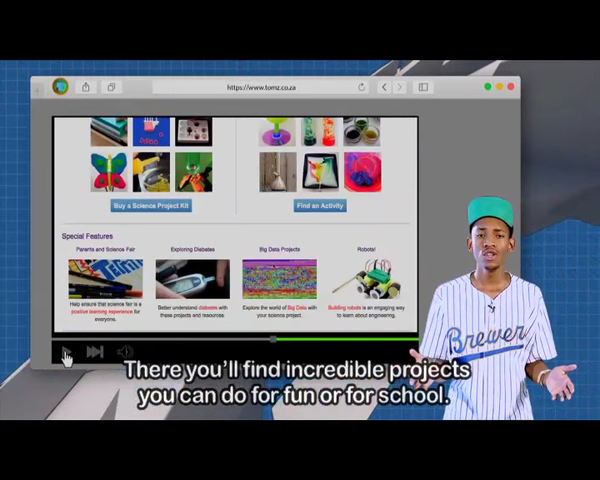 https://www.tomz.co.za
Buy a Science Project Kit
Find an Activity
Special Features
Parents and Science Fair
Exploring Diabetes
Big Data Projects
Robots!
Help ensure that science fair is a
positive learning experience for
everyone.
Better understand diabetes with
these projects and resources.
Explore the world of Big Data with
your science project.
Building robots is an engaging way
to learn about engineering.
Brewer
There you'll find incredible projects
you can do for fun or for school.